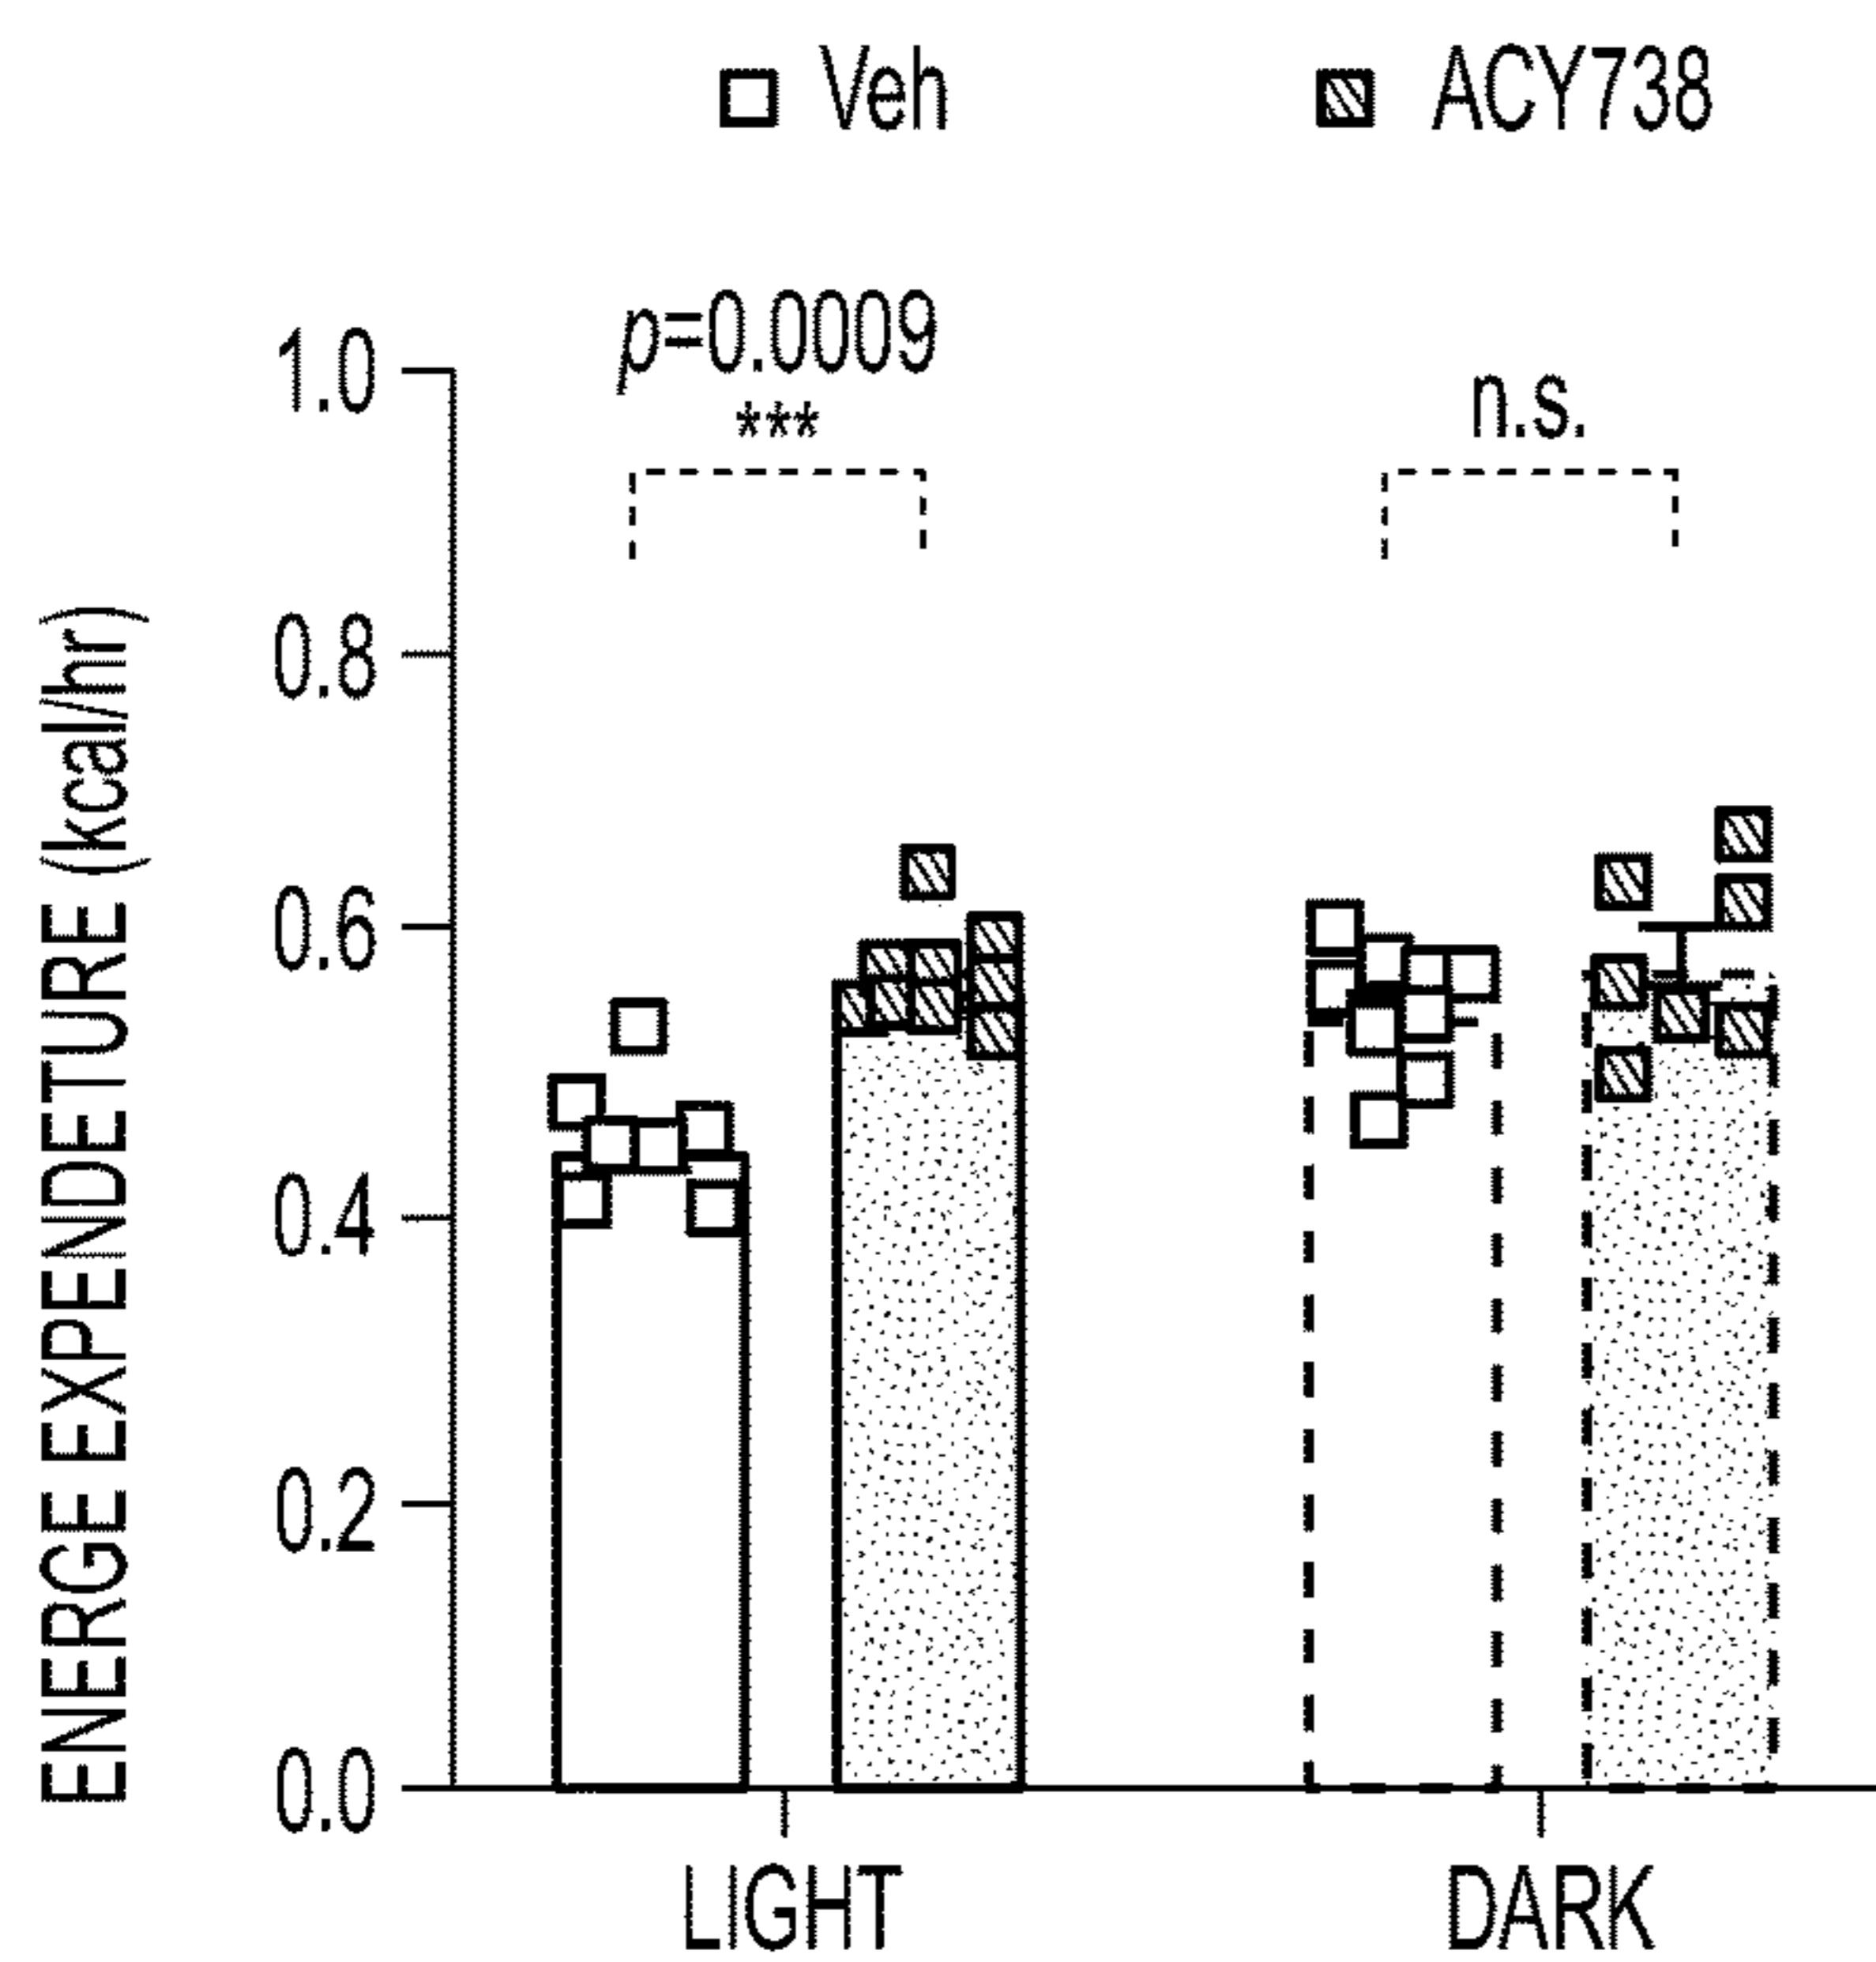 Veh ACY738
p=0.0009
***
n.s.
1.0
0.8
0.6
0.4
0.2
0.0
ENERGE EXPENDETURE (kcal/hr)
LIGHT DARK